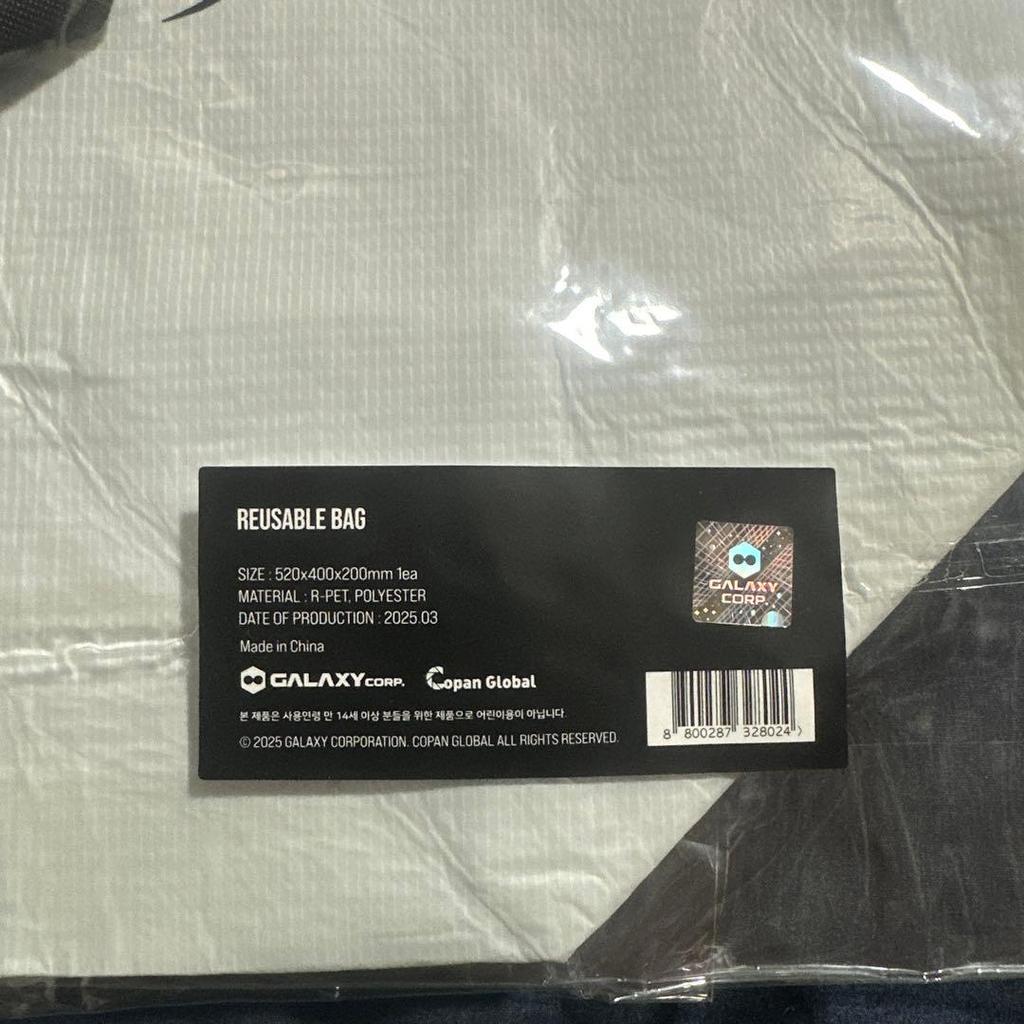 REUSABLE BAG
SIZE : 520x400x200mm 1ea
MATERIAL : R-PET, POLYESTER
DATE OF PRODUCTION : 2025.03
Made in China
GALAXY CORP.
Copan Global
본 제품은 사용연령 만 14세 이상 분들을 위한 제품으로 어린이용이 아닙니다.
© 2025 GALAXY CORPORATION. COPAN GLOBAL ALL RIGHTS RESERVED.
GALAXY
CORP.
8 800287 328024 >